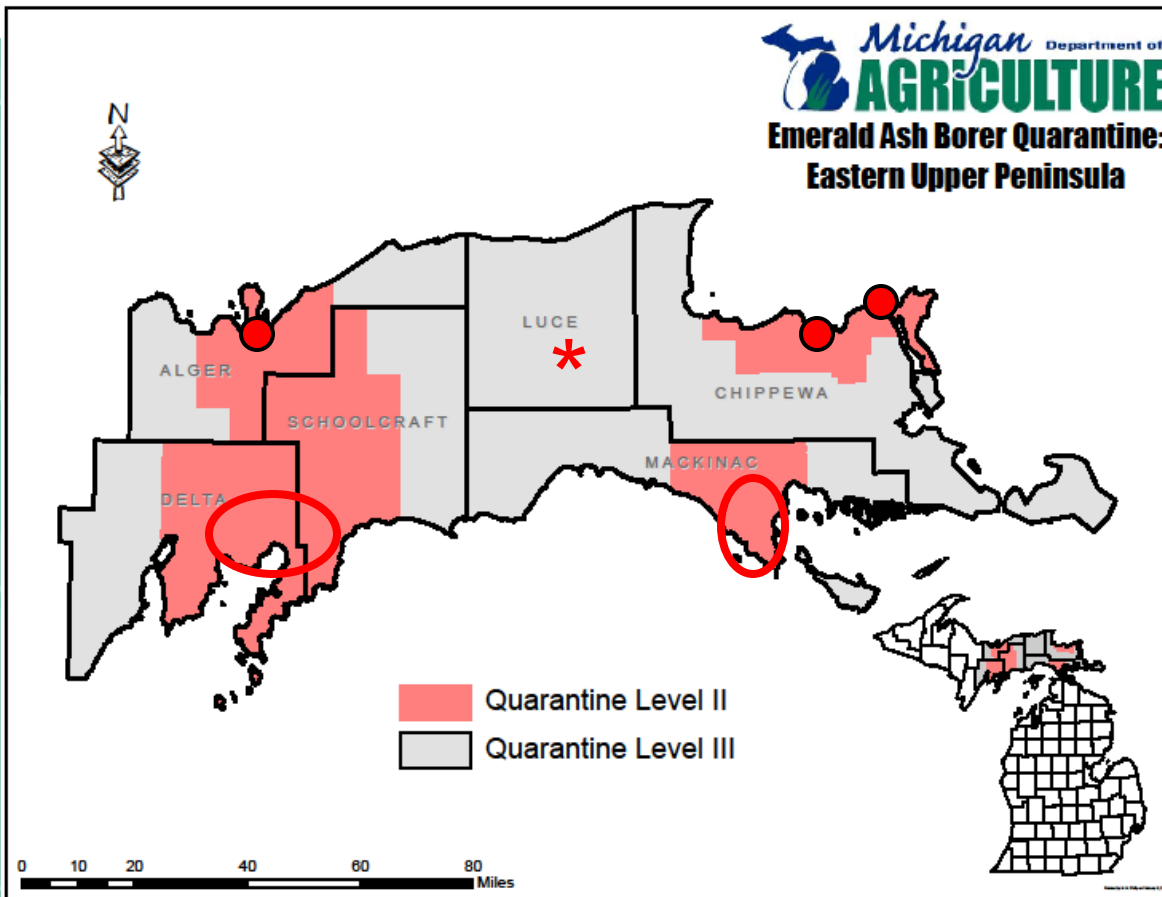 Michigan Department of
AGRICULTURE
Emerald Ash Borer Quarantine:
Eastern Upper Peninsula
N
LUCE
*
ALGER
CHIPPEWA
SCHOOLCRAFT
MACKINAC
DELTA
Quarantine Level II
Quarantine Level III
0 10 20 40 60 80
Miles